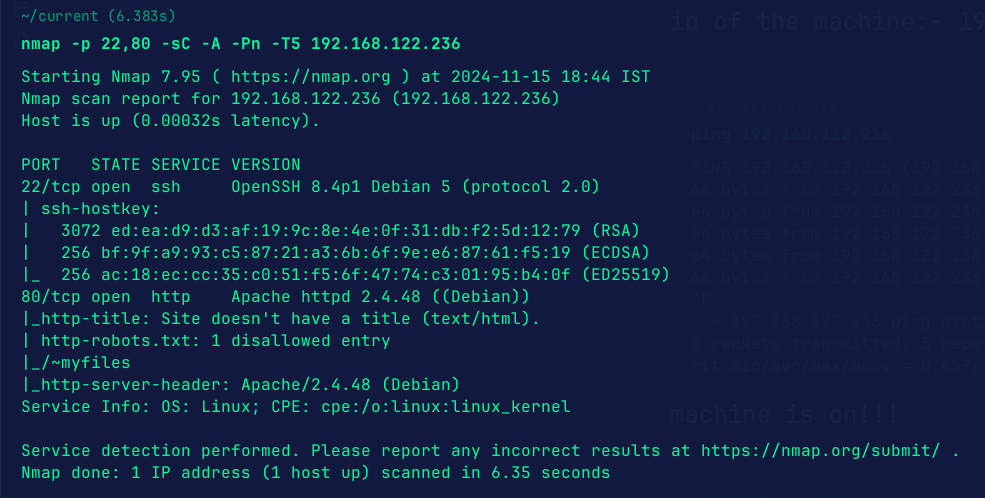 ~/current (6.383s)
nmap -p 22,80 -sC -A -Pn -T5 192.168.122.236
Starting Nmap 7.95 ( https://nmap.org ) at 2024-11-15 18:44 IST
Nmap scan report for 192.168.122.236 (192.168.122.236)
Host is up (0.00032s latency).
PORT   STATE SERVICE VERSION
22/tcp open  ssh     OpenSSH 8.4p1 Debian 5 (protocol 2.0)
| ssh-hostkey:
|   3072 ed:ea:d9:d3:af:19:9c:8e:4e:0f:31:db:f2:5d:12:79 (RSA)
|   256 bf:9f:a9:93:c5:87:21:a3:6b:6f:9e:e6:87:61:f5:19 (ECDSA)
|_  256 ac:18:ec:cc:35:c0:51:f5:6f:47:74:c3:01:95:b4:0f (ED25519)
80/tcp open  http    Apache httpd 2.4.48 ((Debian))
|_http-title: Site doesn't have a title (text/html).
| http-robots.txt: 1 disallowed entry
|_/~myfiles
|_http-server-header: Apache/2.4.48 (Debian)
Service Info: OS: Linux; CPE: cpe:/o:linux:linux_kernel
Service detection performed. Please report any incorrect results at https://nmap.org/submit/ .
Nmap done: 1 IP address (1 host up) scanned in 6.35 seconds
ip of the machine:- 19
ping 192.168.122.236
machine is on!!!